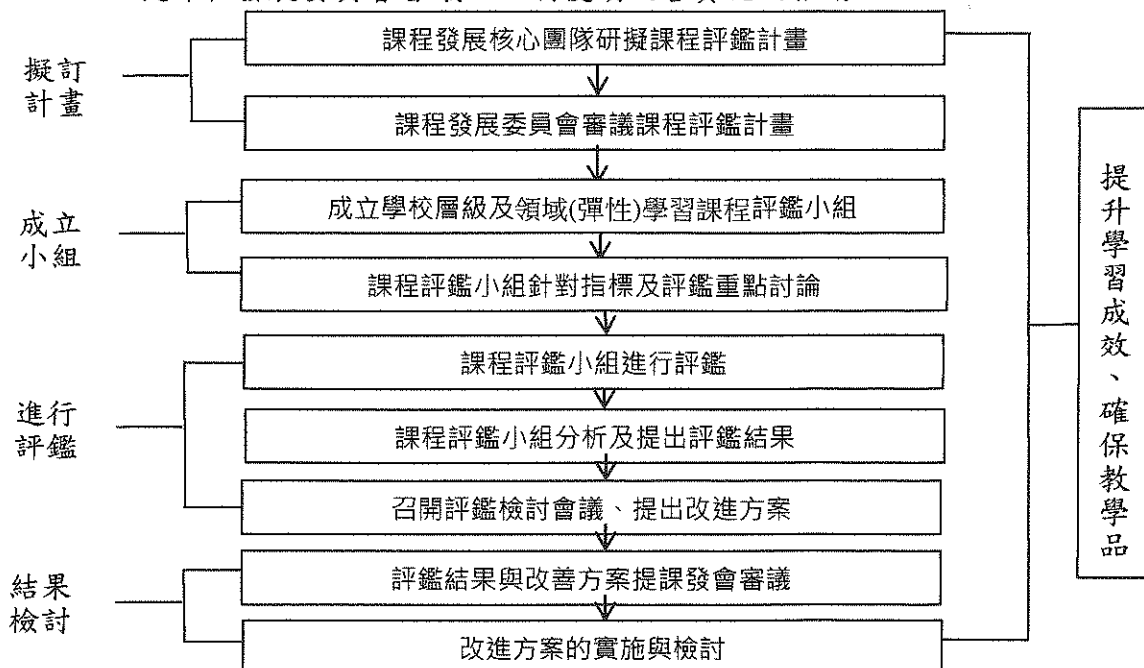 課程發展核心團隊研擬課程評鑑計畫
擬訂
計畫
課程發展委員會審議課程評鑑計畫
成立學校層級及領域(彈性)學習課程評鑑小組
成立
小組
課程評鑑小組針對指標及評鑑重點討論
課程評鑑小組進行評鑑
進行
評鑑
課程評鑑小組分析及提出評鑑結果
召開評鑑檢討會議、提出改進方案
評鑑結果與改善方案提課發會審議
結果
檢討
改進方案的實施與檢討
提升學習成效、確保教學品